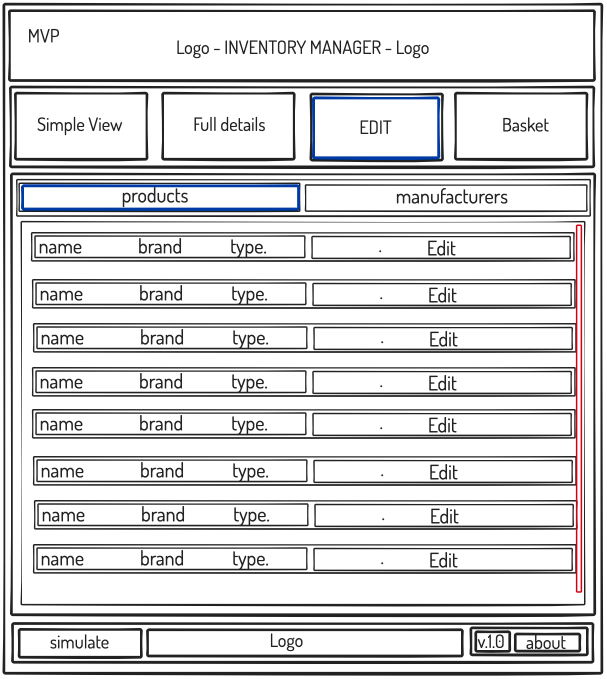 MVP
Logo - INVENTORY MANAGER - Logo
Simple View Full details EDIT Basket
products manufacturers
name brand type. . Edit
name brand type. . Edit
name brand type. . Edit
name brand type. . Edit
name brand type. . Edit
name brand type. . Edit
name brand type. . Edit
name brand type. . Edit
simulate Logo v.1.0 about